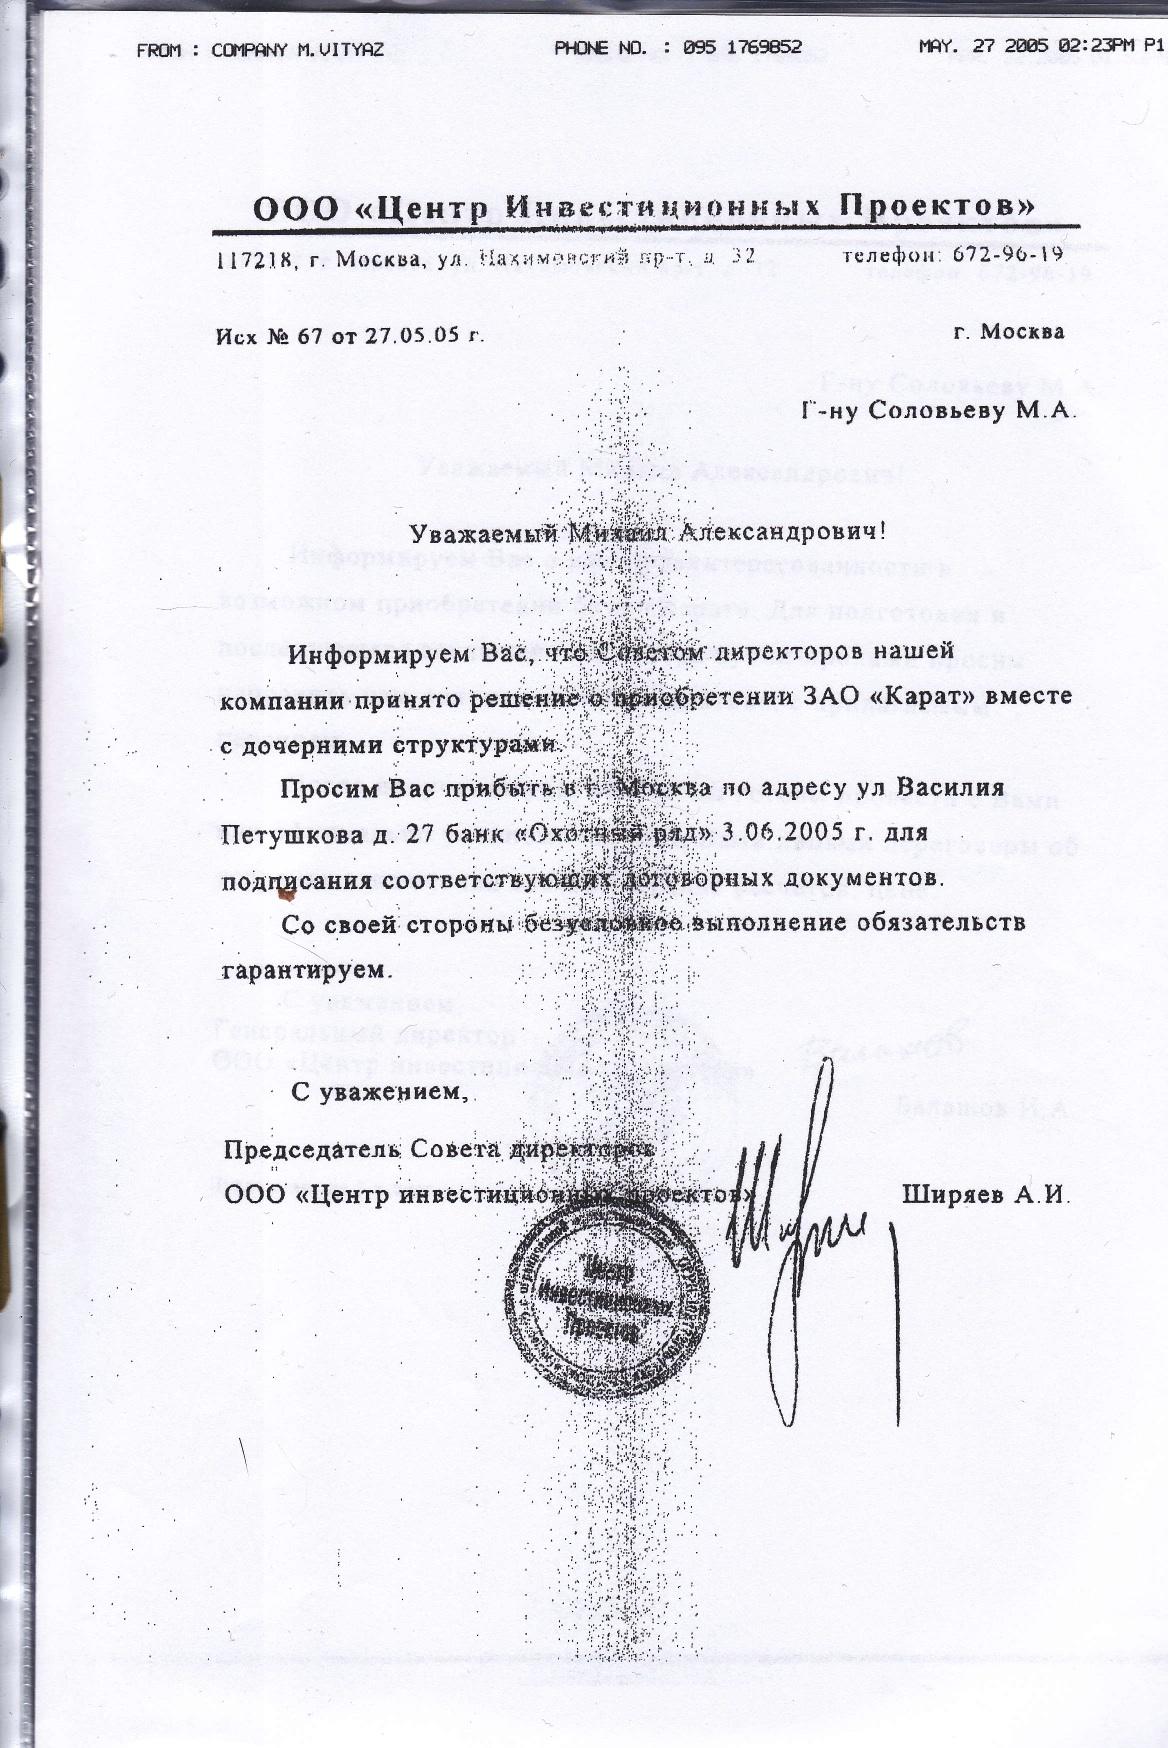 FROM : COMPANY M.VITYAZ PHONE NO. : 095 1769852 MAY. 27 2005 02:23PM P1
ООО «Центр Инвестиционных Проектов»
117218, г. Москва, ул. Нахимовский пр-т, д 32 телефон: 672-96-19
Исх № 67 от 27.05.05 г. г. Москва
Г-ну Соловьеву М.А.
Уважаемый Михаил Александрович!
Информируем Вас, что Советом директоров нашей
компании принято решение о приобретении ЗАО «Карат» вместе
с дочерними структурами.
Просим Вас прибыть в г. Москва по адресу ул Василия
Петушкова д. 27 банк «Охотный ряд» 3.06.2005 г. для
подписания соответствующих договорных документов.
Со своей стороны безусловное выполнение обязательств
гарантируем.
С уважением,
Председатель Совета директоров
ООО «Центр инвестиционных проектов» Ширяев А.И.
"Центр
Инвестиционных
Проектов"